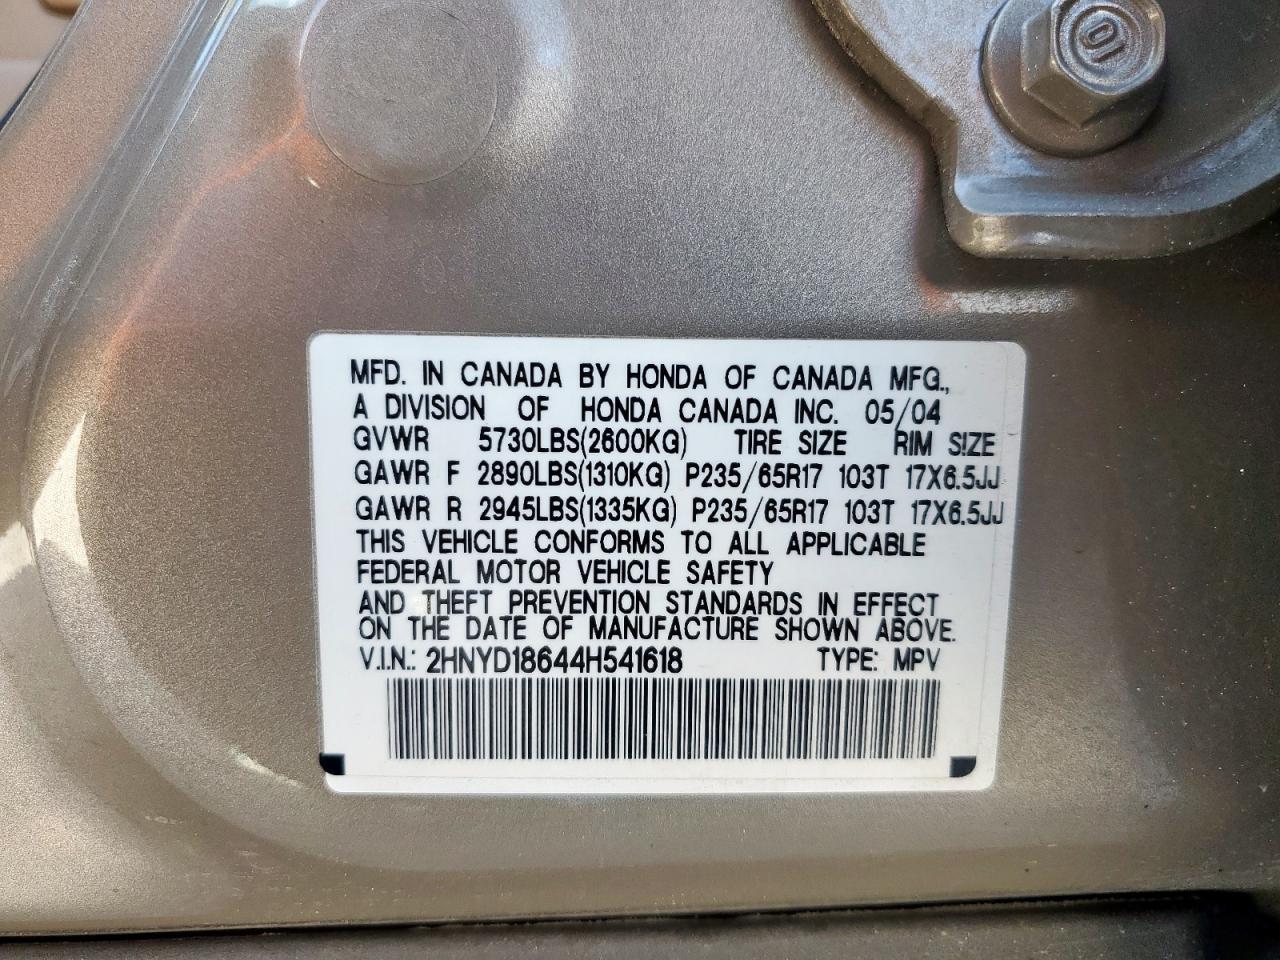 10
MFD. IN CANADA BY HONDA OF CANADA MFG.,
A DIVISION OF HONDA CANADA INC. 05/04
GVWR 5730LBS(2600KG) TIRE SIZE RIM SIZE
GAWR F 2890LBS(1310KG) P235/65R17 103T 17X6.5JJ
GAWR R 2945LBS(1335KG) P235/65R17 103T 17X6.5JJ
THIS VEHICLE CONFORMS TO ALL APPLICABLE
FEDERAL MOTOR VEHICLE SAFETY
AND THEFT PREVENTION STANDARDS IN EFFECT
ON THE DATE OF MANUFACTURE SHOWN ABOVE.
V.I.N.: 2HNYD18644H541618 TYPE: MPV